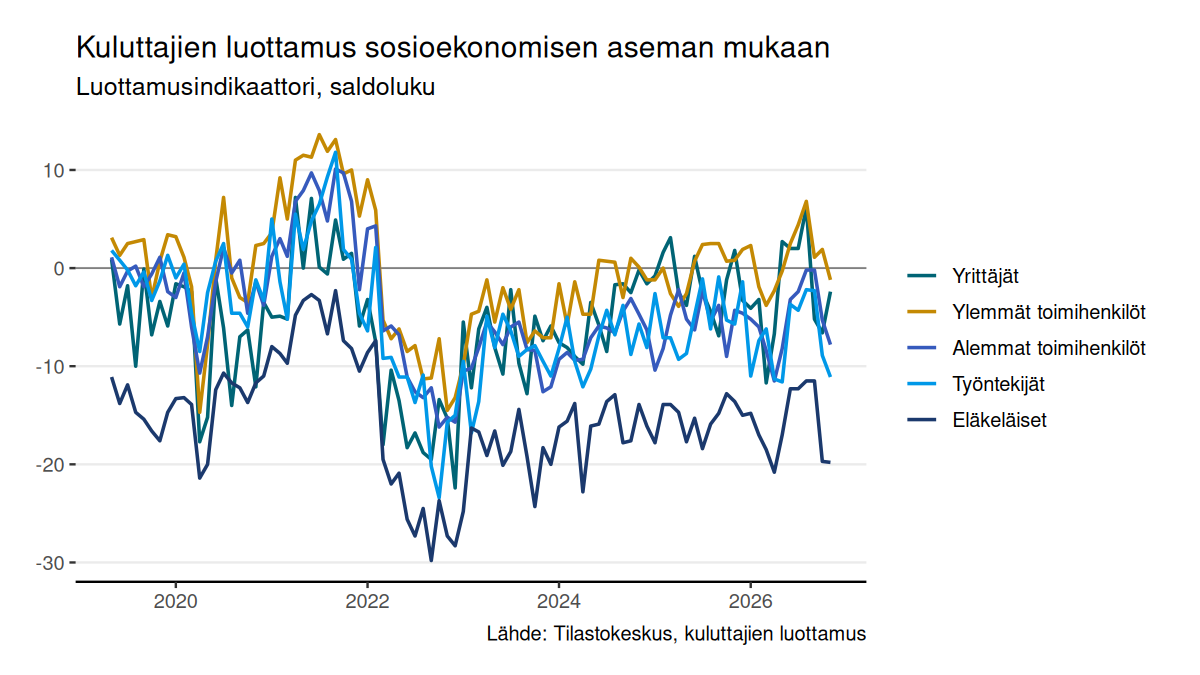 Kuluttajien luottamus sosioekonomisen aseman mukaan
Luottamusindikaattori, saldoluku
10
0
-10
-20
-30
2020 2022 2024 2026
Yrittäjät
Ylemmät toimihenkilöt
Alemmat toimihenkilöt
Työntekijät
Eläkeläiset
Lähde: Tilastokeskus, kuluttajien luottamus